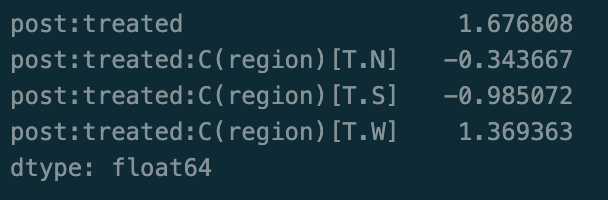 post:treated 1.676808
post:treated:C(region)[T.N] -0.343667
post:treated:C(region)[T.S] -0.985072
post:treated:C(region)[T.W] 1.369363
dtype: float64